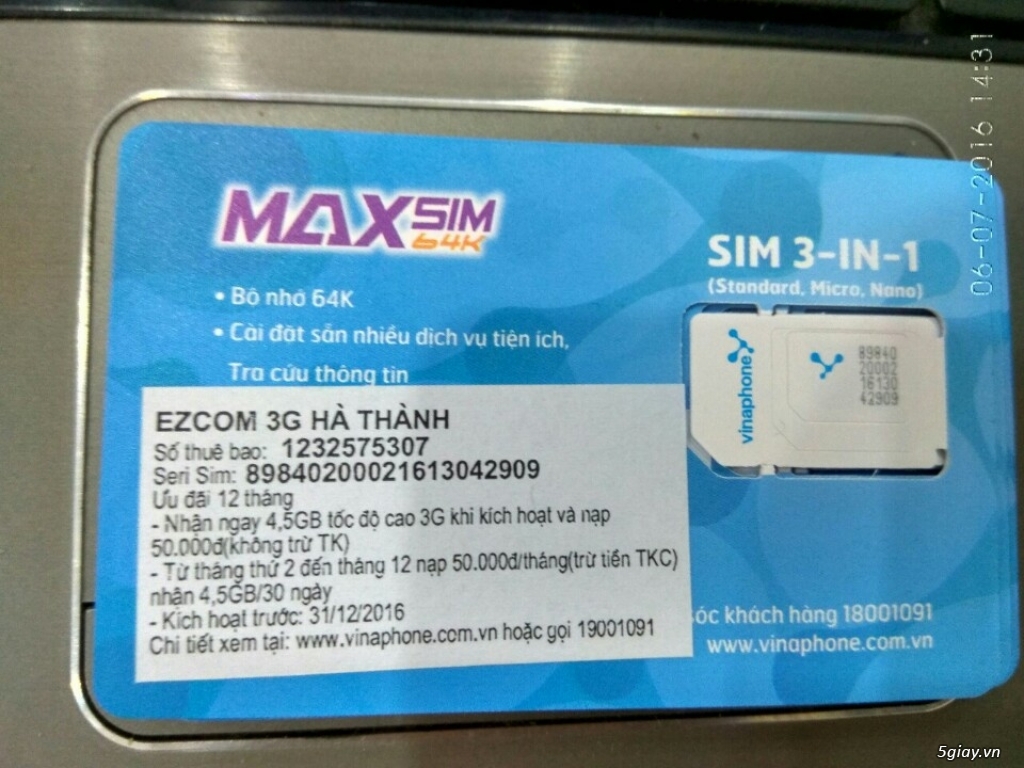 06-07-2016 14:31
MAXSIM
64K
• Bộ nhớ 64K
• Cài đặt sẵn nhiều dịch vụ tiện ích,
Tra cứu thông tin
SIM 3-IN-1
(Standard, Micro, Nano)
vinaphone
89840
20002
16130
42909
EZCOM 3G HÀ THÀNH
Số thuê bao: 1232575307
Seri Sim: 89840200021613042909
Ưu đãi 12 tháng
- Nhận ngay 4,5GB tốc độ cao 3G khi kích hoạt và nạp
50.000đ(không trừ TK)
- Từ tháng thứ 2 đến tháng 12 nạp 50.000đ/tháng(trừ tiền TKC)
nhận 4,5GB/30 ngày
- Kích hoạt trước: 31/12/2016
Chi tiết xem tại: www.vinaphone.com.vn hoặc gọi 19001091
sóc khách hàng 18001091
www.vinaphone.com.vn
5giay.vn